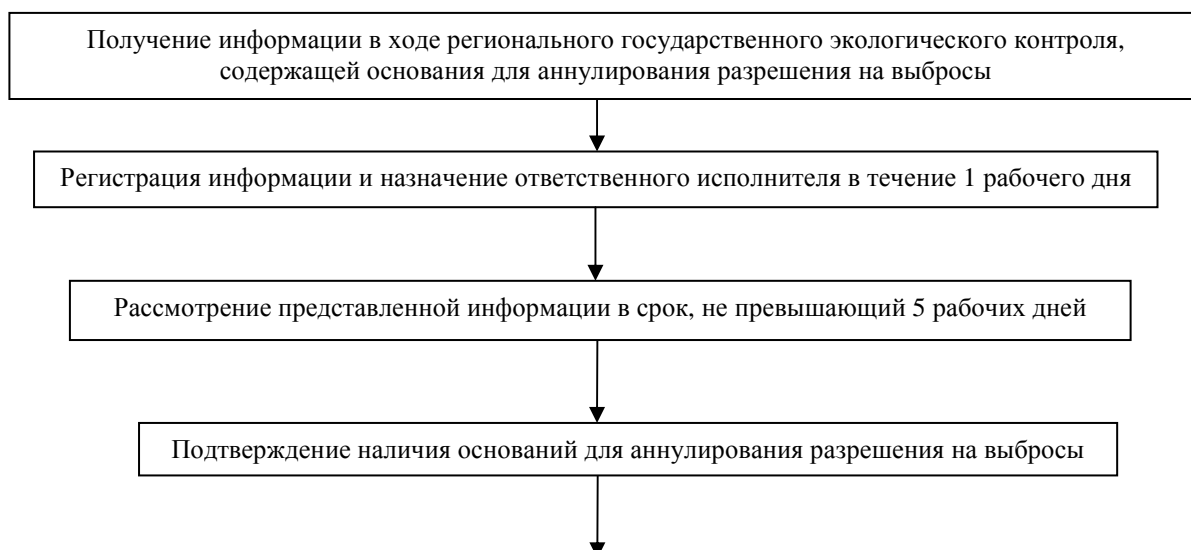 Получение информации в ходе регионального государственного экологического контроля,
содержащей основания для аннулирования разрешения на выбросы
Регистрация информации и назначение ответственного исполнителя в течение 1 рабочего дня
Рассмотрение представленной информации в срок, не превышающий 5 рабочих дней
Подтверждение наличия оснований для аннулирования разрешения на выбросы